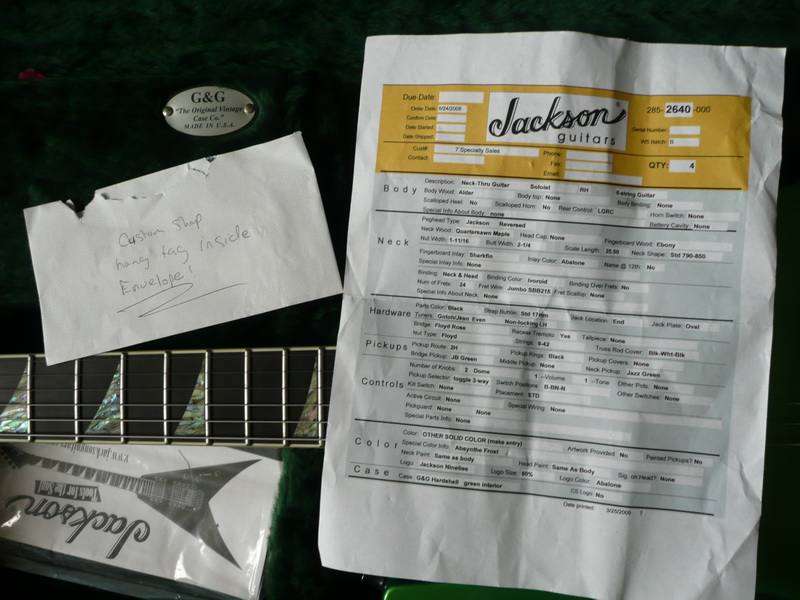 G&G
"The Original Vintage
Case Co."
MADE IN U.S.A.
Custom Shop
hang tag inside
Envelope!
www.jacksonguitars
Tools for the Stage
Jackson
Due Date:
Order Date: 6/24/2008
Confirm Date:
Date Started:
Date Shipped:
Jackson®
guitars
285- 2640 -000
Serial Number:
WS Batch: B
Cust# 7 Specialty Sales
Contact:
Phone:
Fax:
Email:
QTY: 4
Body
Description: Neck-Thru Guitar Soloist RH 6-string Guitar
Body Wood: Alder Body top: None Body Binding: None
Scalloped Heel: No Scalloped Horn: No Rear Control: LGRC Horn Switch: None
Special Info About Body: none Battery Cavity: None
Neck
Peghead Type: Jackson Reversed
Neck Wood: Quartersawn Maple Head Cap: None Fingerboard Wood: Ebony
Nut Width: 1-11/16 Butt Width: 2-1/4 Scale Length: 25.50 Neck Shape: Std 790-850
Fingerboard Inlay: Sharkfin Inlay Color: Abalone Name @ 12th: No
Special Inlay Info: None
Binding: Neck & Head Binding Color: Ivoroid Binding Over Frets: No
Num of Frets: 24 Fret Wire: Jumbo SBB215 Fret Scallop: None
Special Info About Neck: None
Hardware
Parts Color: Black Strap Button: Std 17mm Jack Location: End Jack Plate: Oval
Tuners: Gotoh/Jksn Even Non-locking LH
Bridge: Floyd Rose Recess Tremolo: Yes Tailpiece: None
Nut Type: Floyd Strings: 9-42 Truss Rod Cover: Blk-Wht-Blk
Pickups
Pickup Route: 2H Pickup Rings: Black Pickup Covers: None
Bridge Pickup: JB Green Middle Pickup: None Neck Pickup: Jazz Green
Controls
Number of Knobs: 2 Dome 1 --Volume 1 --Tone Other Pots: None
Pickup Selector: toggle 3-way Switch Positions: B-BN-N Other Switches: None
Kill Switch: None Placement: STD
Active Circuit: None Special Wiring: None
Pickguard: None None
Special Parts Info: None
Color
Color: OTHER SOLID COLOR (make entry) Artwork Provided: No Painted Pickups? No
Special Color Info: Absynthe Frost
Neck Paint: Same as body Head Paint: Same As Body Sig. on Head? None
Logo: Jackson Nineties Logo Size: 80% Logo Color: Abalone
Case
Case: G&G Hardshell green interior CS Logo: No
Date printed: 3/25/2009